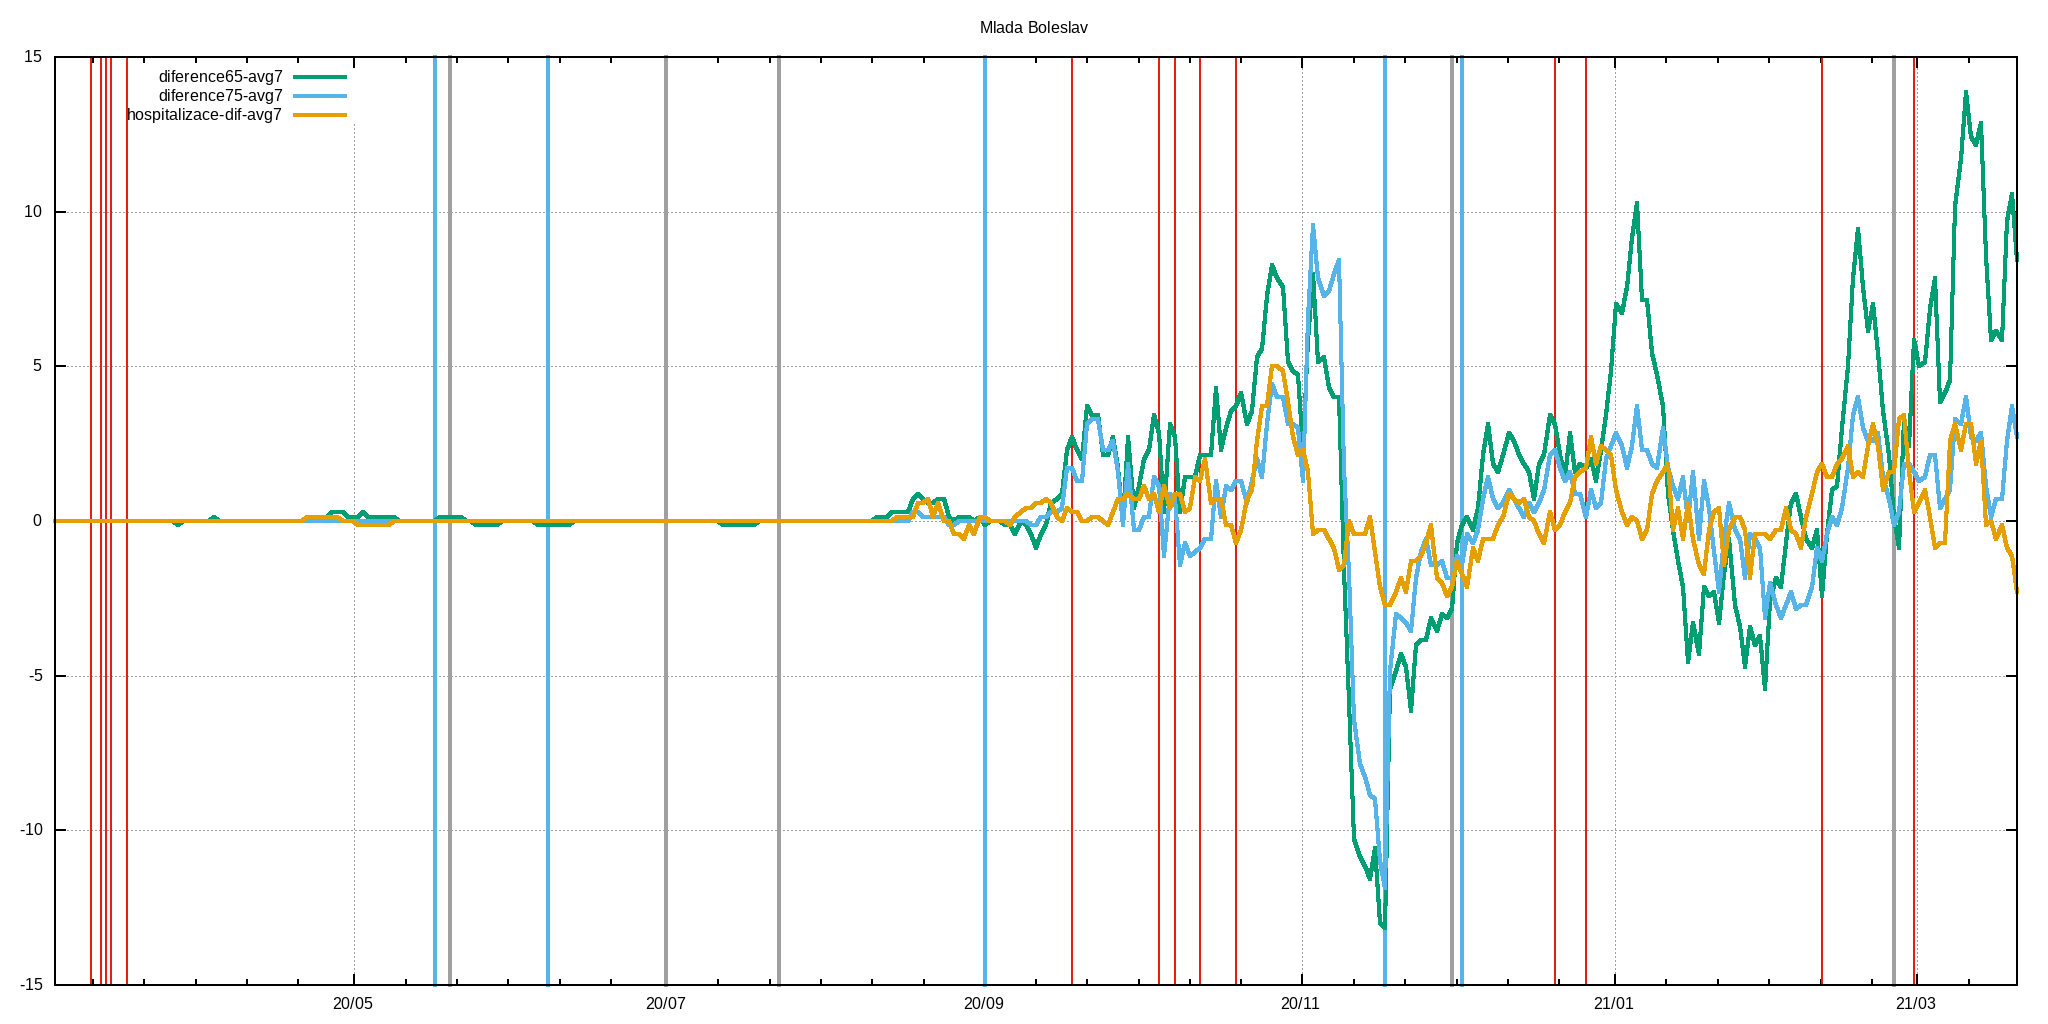 Mlada Boleslav
diference65-avg7
diference75-avg7
hospitalizace-dif-avg7
15
10
5
0
-5
-10
-15
20/05 20/07 20/09 20/11 21/01 21/03